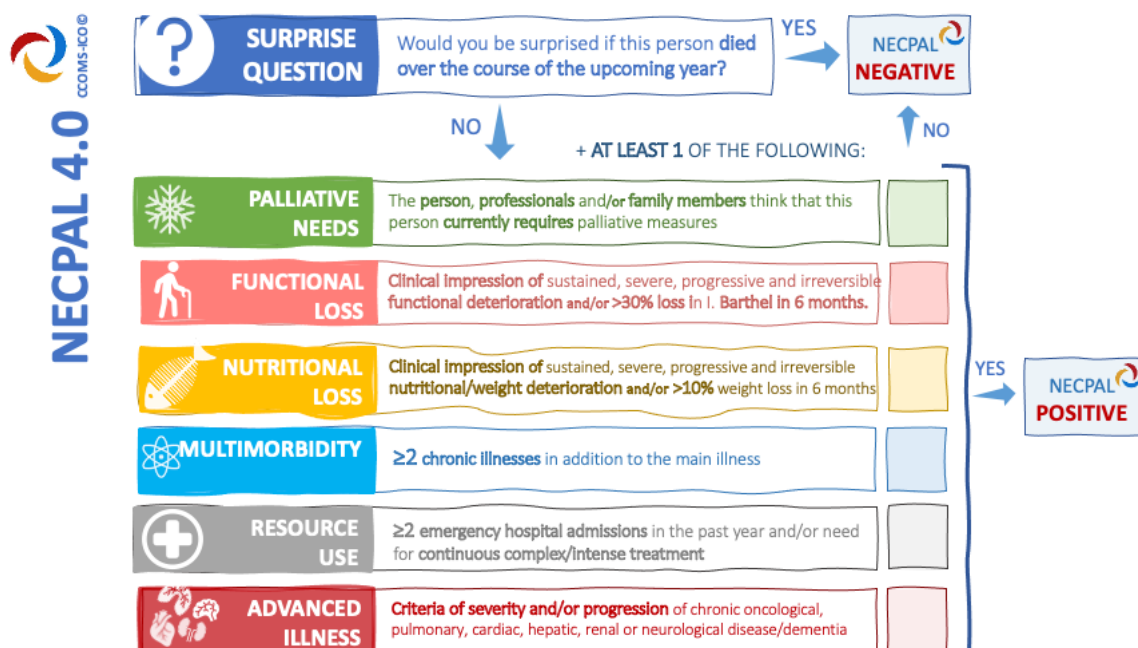 CCOMS-ICO©
NECPAL 4.0
SURPRISE
QUESTION
Would you be surprised if this person died
over the course of the upcoming year?
YES
NECPAL
NEGATIVE
NO
NO
+ AT LEAST 1 OF THE FOLLOWING:
PALLIATIVE
NEEDS
The person, professionals and/or family members think that this
person currently requires palliative measures
FUNCTIONAL
LOSS
Clinical impression of sustained, severe, progressive and irreversible
functional deterioration and/or >30% loss in I. Barthel in 6 months.
NUTRITIONAL
LOSS
Clinical impression of sustained, severe, progressive and irreversible
nutritional/weight deterioration and/or >10% weight loss in 6 months
YES
NECPAL
POSITIVE
MULTIMORBIDITY
≥2 chronic illnesses in addition to the main illness
RESOURCE
USE
≥2 emergency hospital admissions in the past year and/or need
for continuous complex/intense treatment
ADVANCED
ILLNESS
Criteria of severity and/or progression of chronic oncological,
pulmonary, cardiac, hepatic, renal or neurological disease/dementia